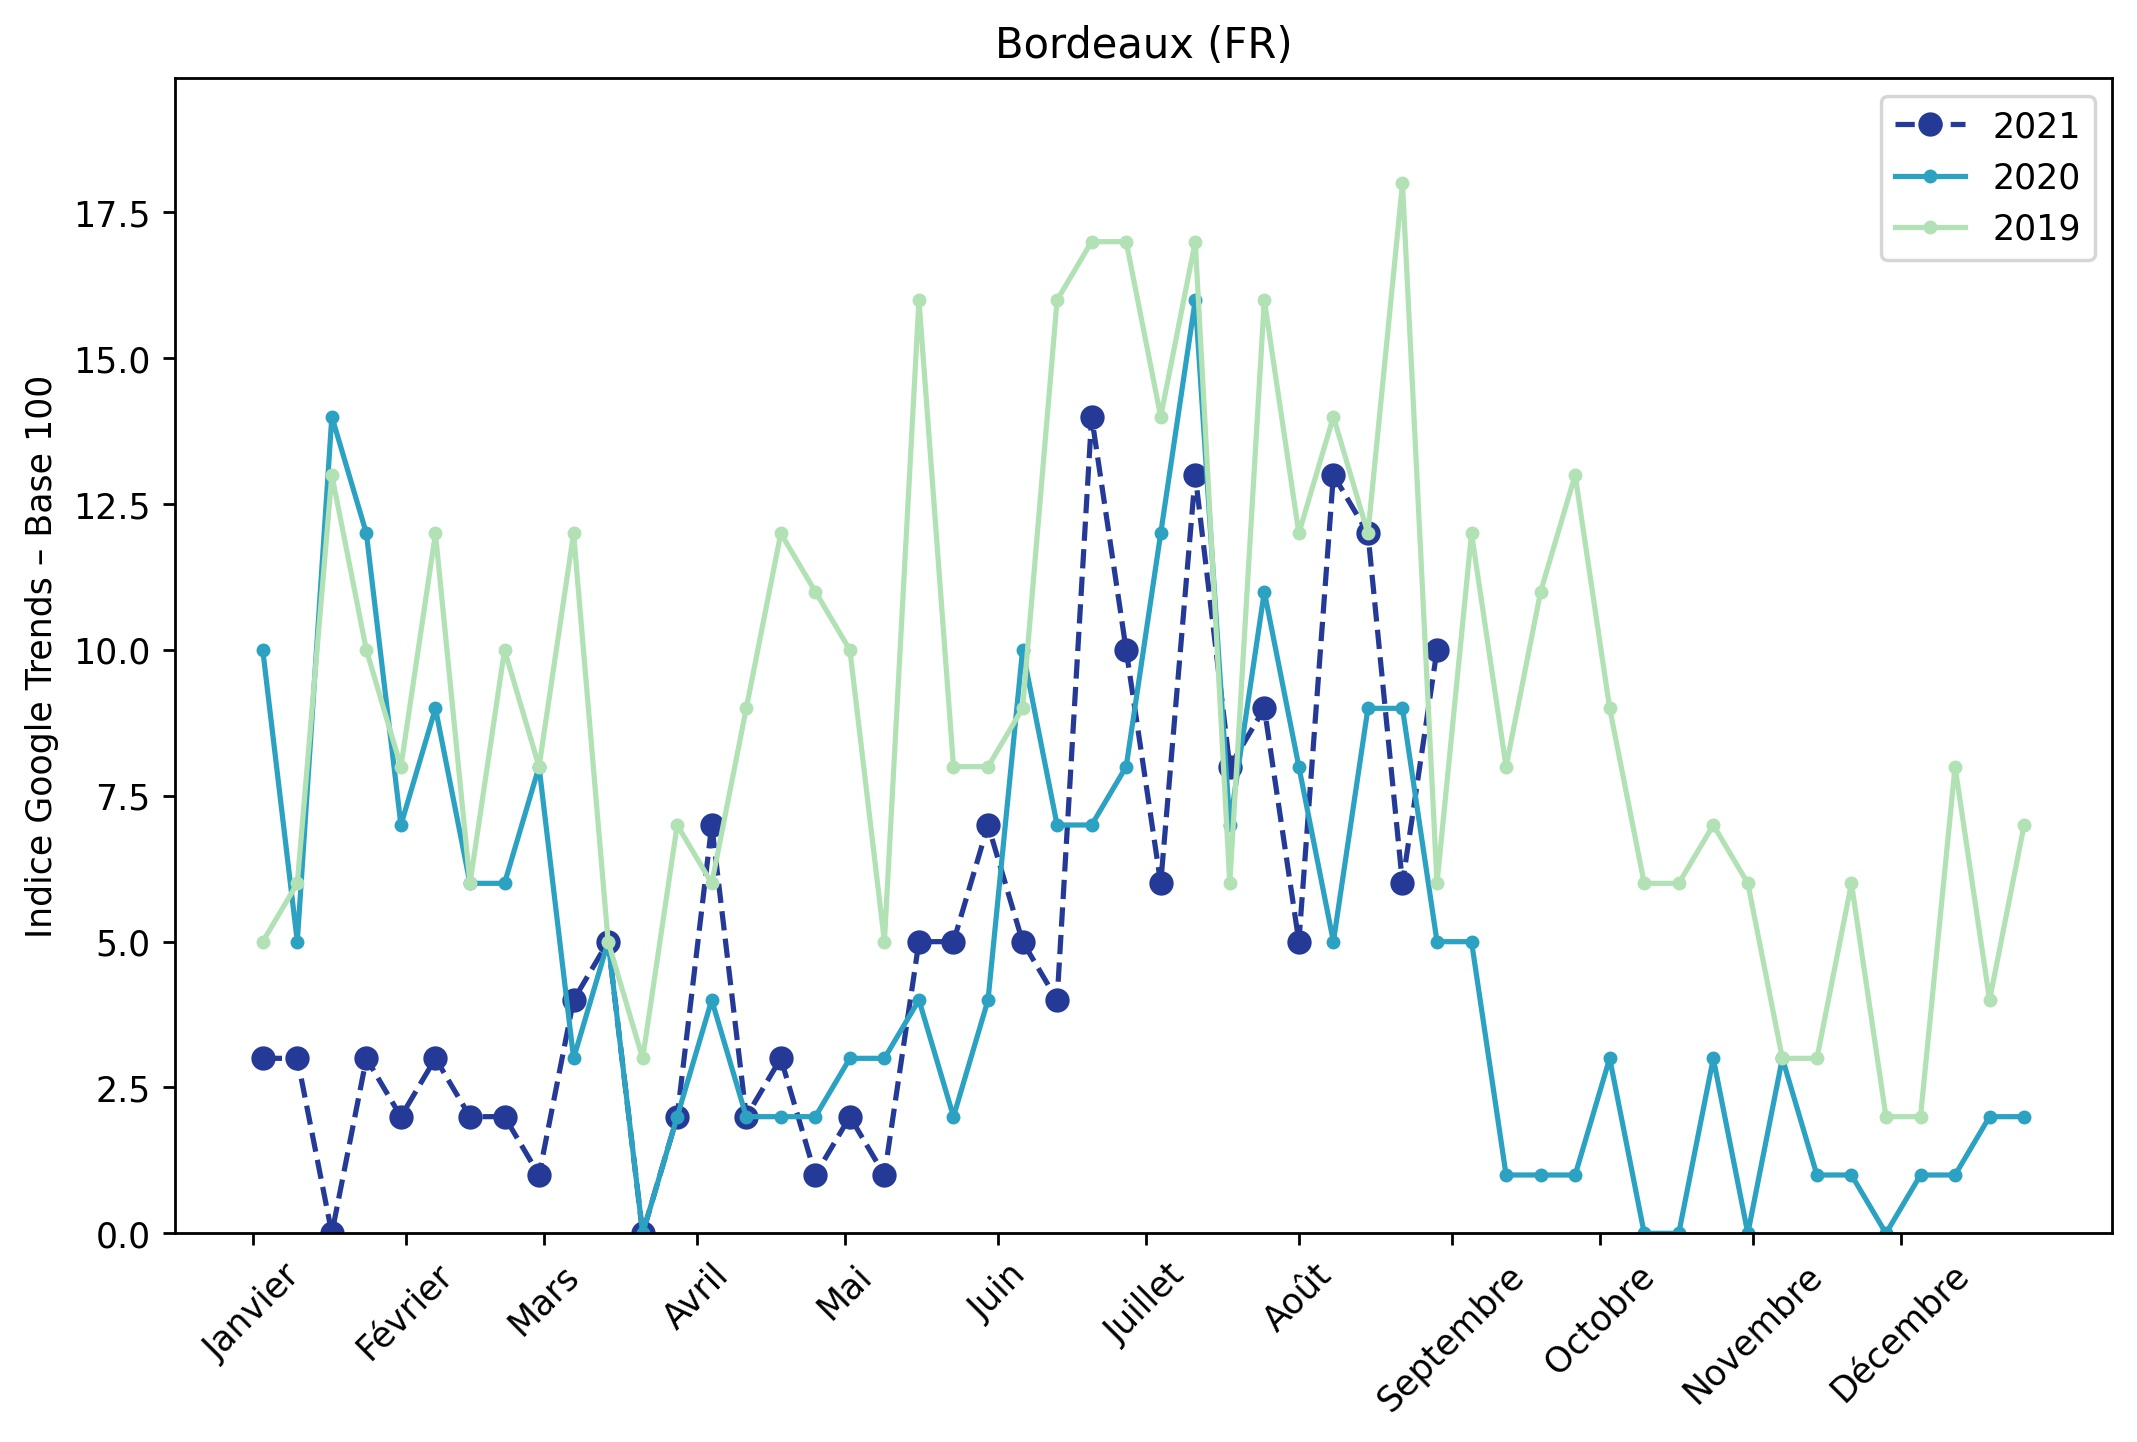 Bordeaux (FR)
2021
2020
2019
Indice Google Trends – Base 100
17.5
15.0
12.5
10.0
7.5
5.0
2.5
0.0
Janvier
Février
Mars
Avril
Mai
Juin
Juillet
Août
Septembre
Octobre
Novembre
Décembre